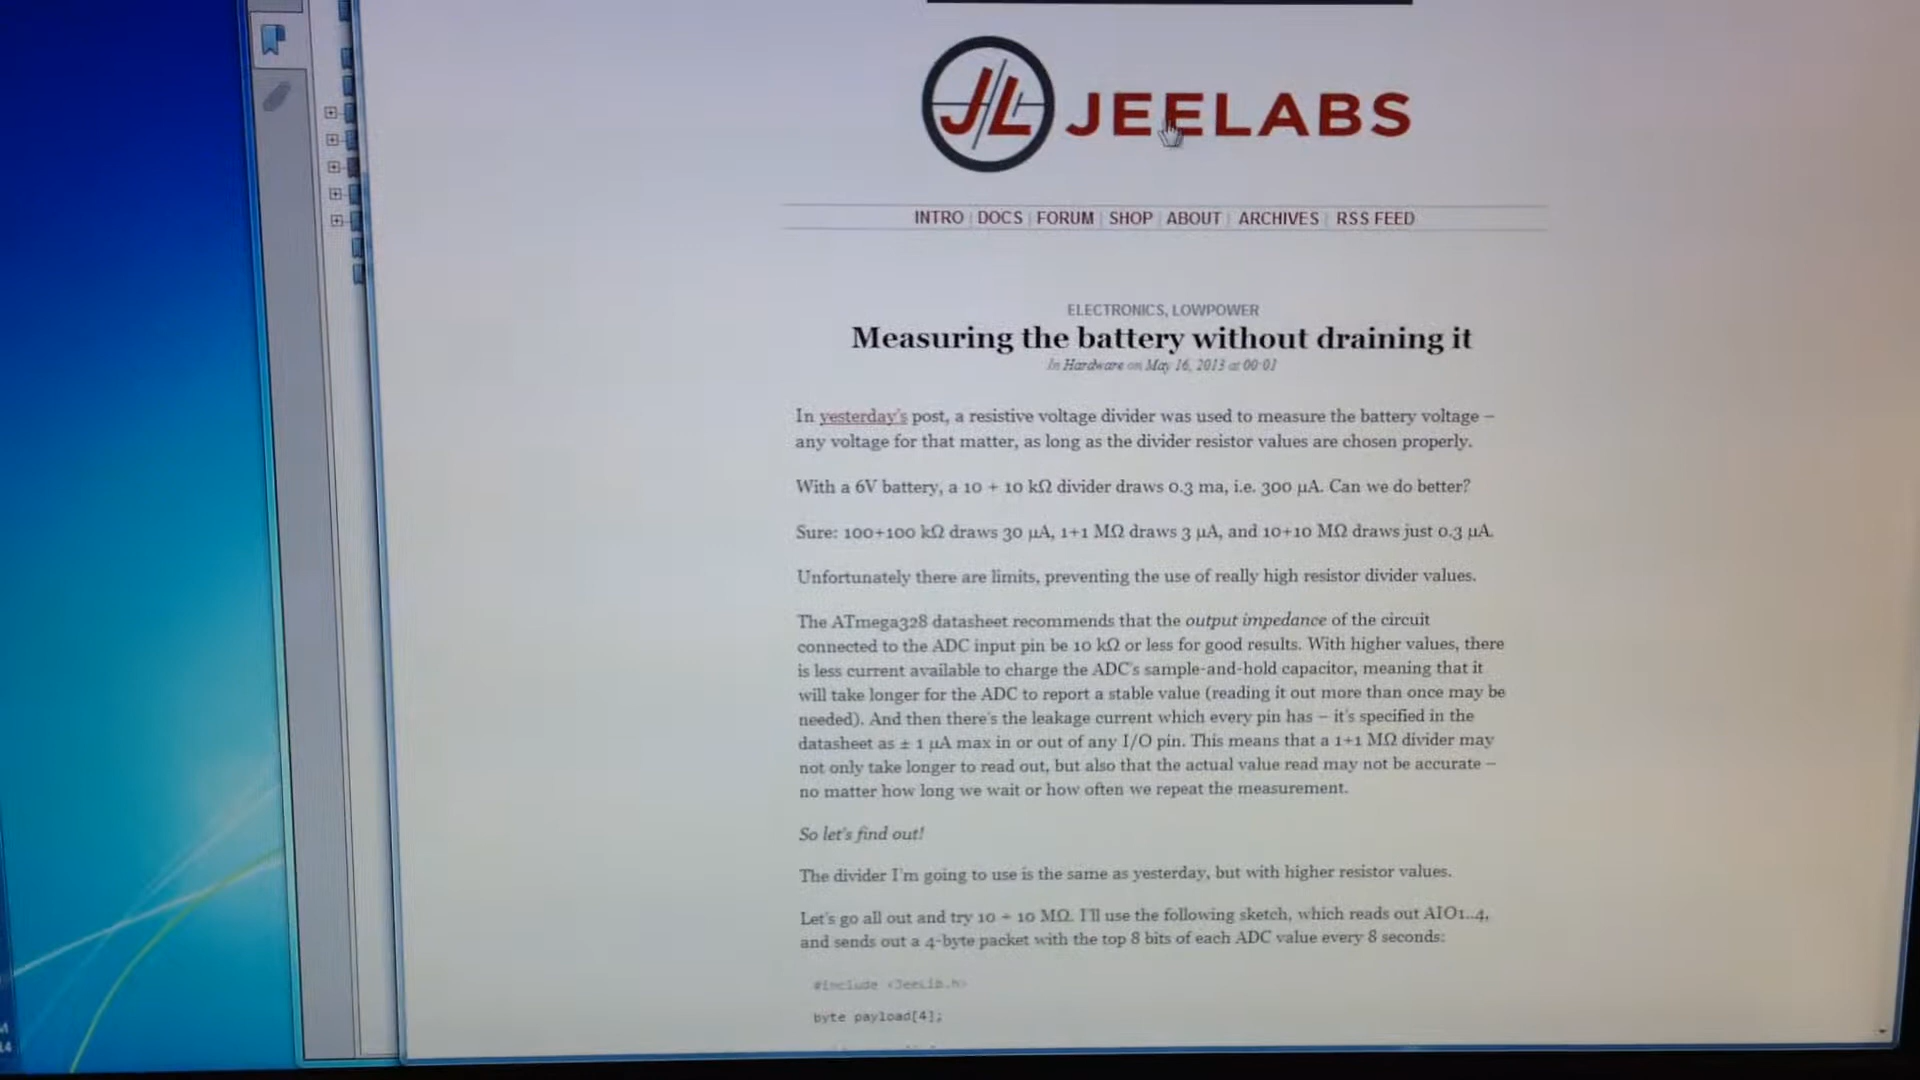 JL JEELABS
INTRO | DOCS | FORUM | SHOP | ABOUT | ARCHIVES | RSS FEED
ELECTRONICS, LOWPOWER
Measuring the battery without draining it
In Hardware on May 16, 2013 at 00:01
In yesterday's post, a resistive voltage divider was used to measure the battery voltage –
any voltage for that matter, as long as the divider resistor values are chosen properly.
With a 6V battery, a 10 + 10 kΩ divider draws 0.3 ma, i.e. 300 µA. Can we do better?
Sure: 100+100 kΩ draws 30 µA, 1+1 MΩ draws 3 µA, and 10+10 MΩ draws just 0.3 µA.
Unfortunately there are limits, preventing the use of really high resistor divider values.
The ATmega328 datasheet recommends that the output impedance of the circuit
connected to the ADC input pin be 10 kΩ or less for good results. With higher values, there
is less current available to charge the ADC's sample-and-hold capacitor, meaning that it
will take longer for the ADC to report a stable value (reading it out more than once may be
needed). And then there's the leakage current which every pin has – it's specified in the
datasheet as ± 1 µA max in or out of any I/O pin. This means that a 1+1 MΩ divider may
not only take longer to read out, but also that the actual value read may not be accurate –
no matter how long we wait or how often we repeat the measurement.
So let's find out!
The divider I'm going to use is the same as yesterday, but with higher resistor values.
Let's go all out and try 10 + 10 MΩ. I'll use the following sketch, which reads out AIO1..4,
and sends out a 4-byte packet with the top 8 bits of each ADC value every 8 seconds:
#include <JeeLib.h>
byte payload[4];